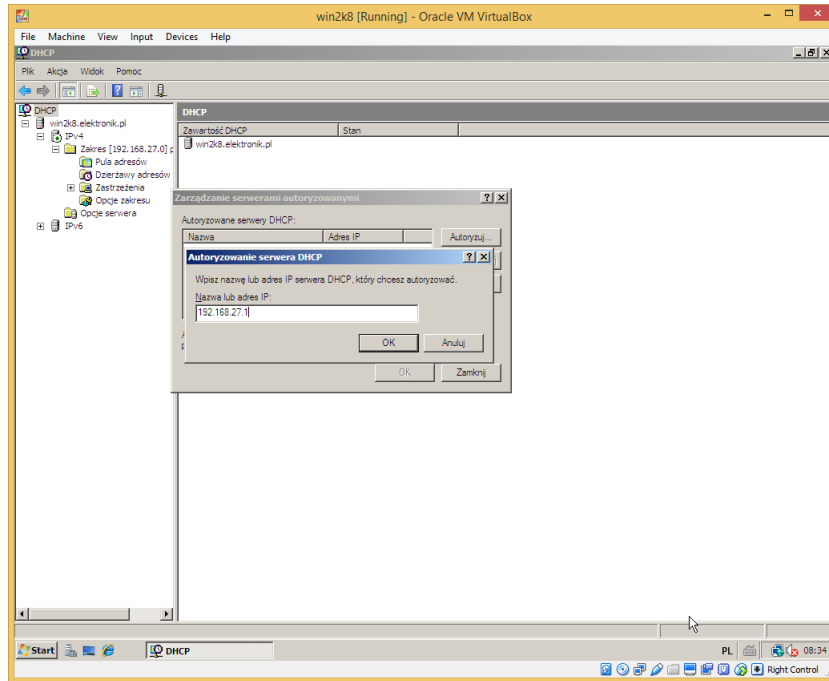 win2k8 [Running] - Oracle VM VirtualBox
File Machine View Input Devices Help
DHCP
Plik Akcja Widok Pomoc
DHCP
win2k8.elektronik.pl
IPv4
Zakres [192.168.27.0]
Pula adresów
Dzierżawy adresów
Zastrzeżenia
Opcje zakresu
Opcje serwera
IPv6
DHCP
Zawartość DHCP Stan
win2k8.elektronik.pl
Zarządzanie serwerami autoryzowanymi
Autoryzowane serwery DHCP:
Nazwa Adres IP Autoryzuj...
Autoryzowanie serwera DHCP
Wpisz nazwę lub adres IP serwera DHCP, który chcesz autoryzować.
Nazwa lub adres IP:
192.168.27.1
OK Anuluj
OK Zamknij
Start DHCP PL 08:34
Right Control